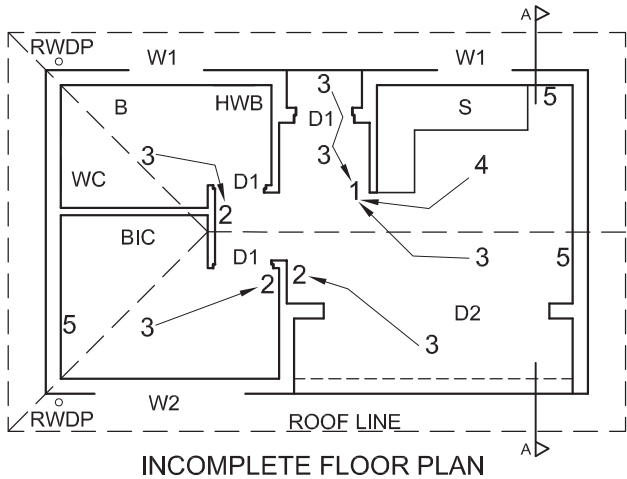 A
RWDP W1 W1
B HWB 3 D1 S 5
3 3
WC D1 1 4
2
BIC 3 5
D1 2 2
5 3 D2
3
W2
RWDP ROOF LINE
A
INCOMPLETE FLOOR PLAN